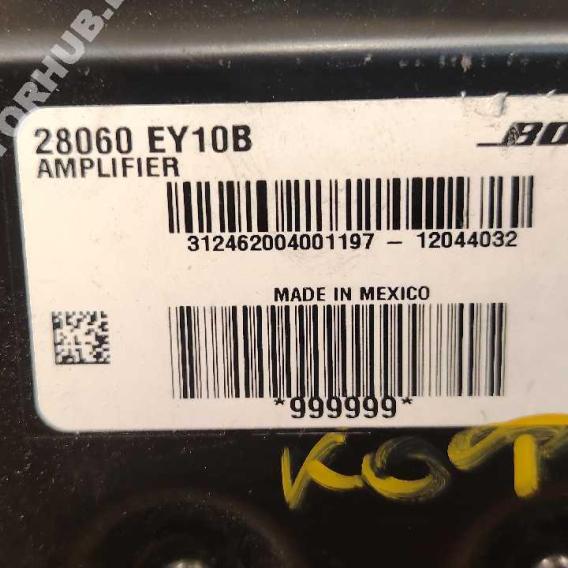 28060 EY10B
AMPLIFIER
312462004001197 – 12044032
MADE IN MEXICO
*999999*